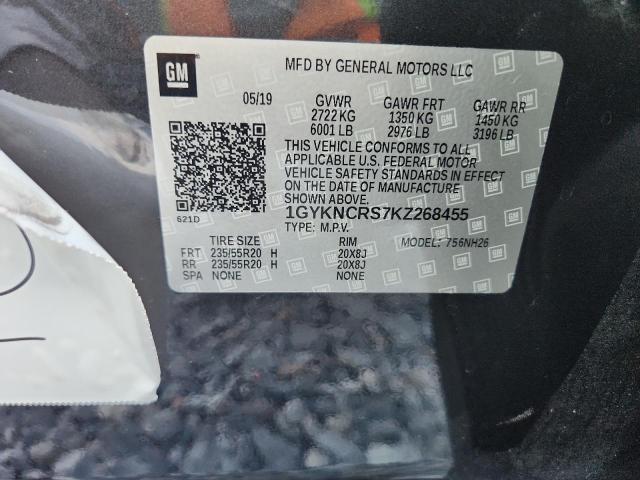 GM
MFD BY GENERAL MOTORS LLC
05/19 GVWR GAWR FRT GAWR RR
2722 KG 1350 KG 1450 KG
6001 LB 2976 LB 3196 LB
THIS VEHICLE CONFORMS TO ALL
APPLICABLE U.S. FEDERAL MOTOR
VEHICLE SAFETY STANDARDS IN EFFECT
ON THE DATE OF MANUFACTURE
SHOWN ABOVE.
621D 1GYKNCRS7KZ268455
TYPE: M.P.V.
TIRE SIZE RIM MODEL: 756NH26
FRT 235/55R20 H 20X8J
RR 235/55R20 H 20X8J
SPA NONE NONE